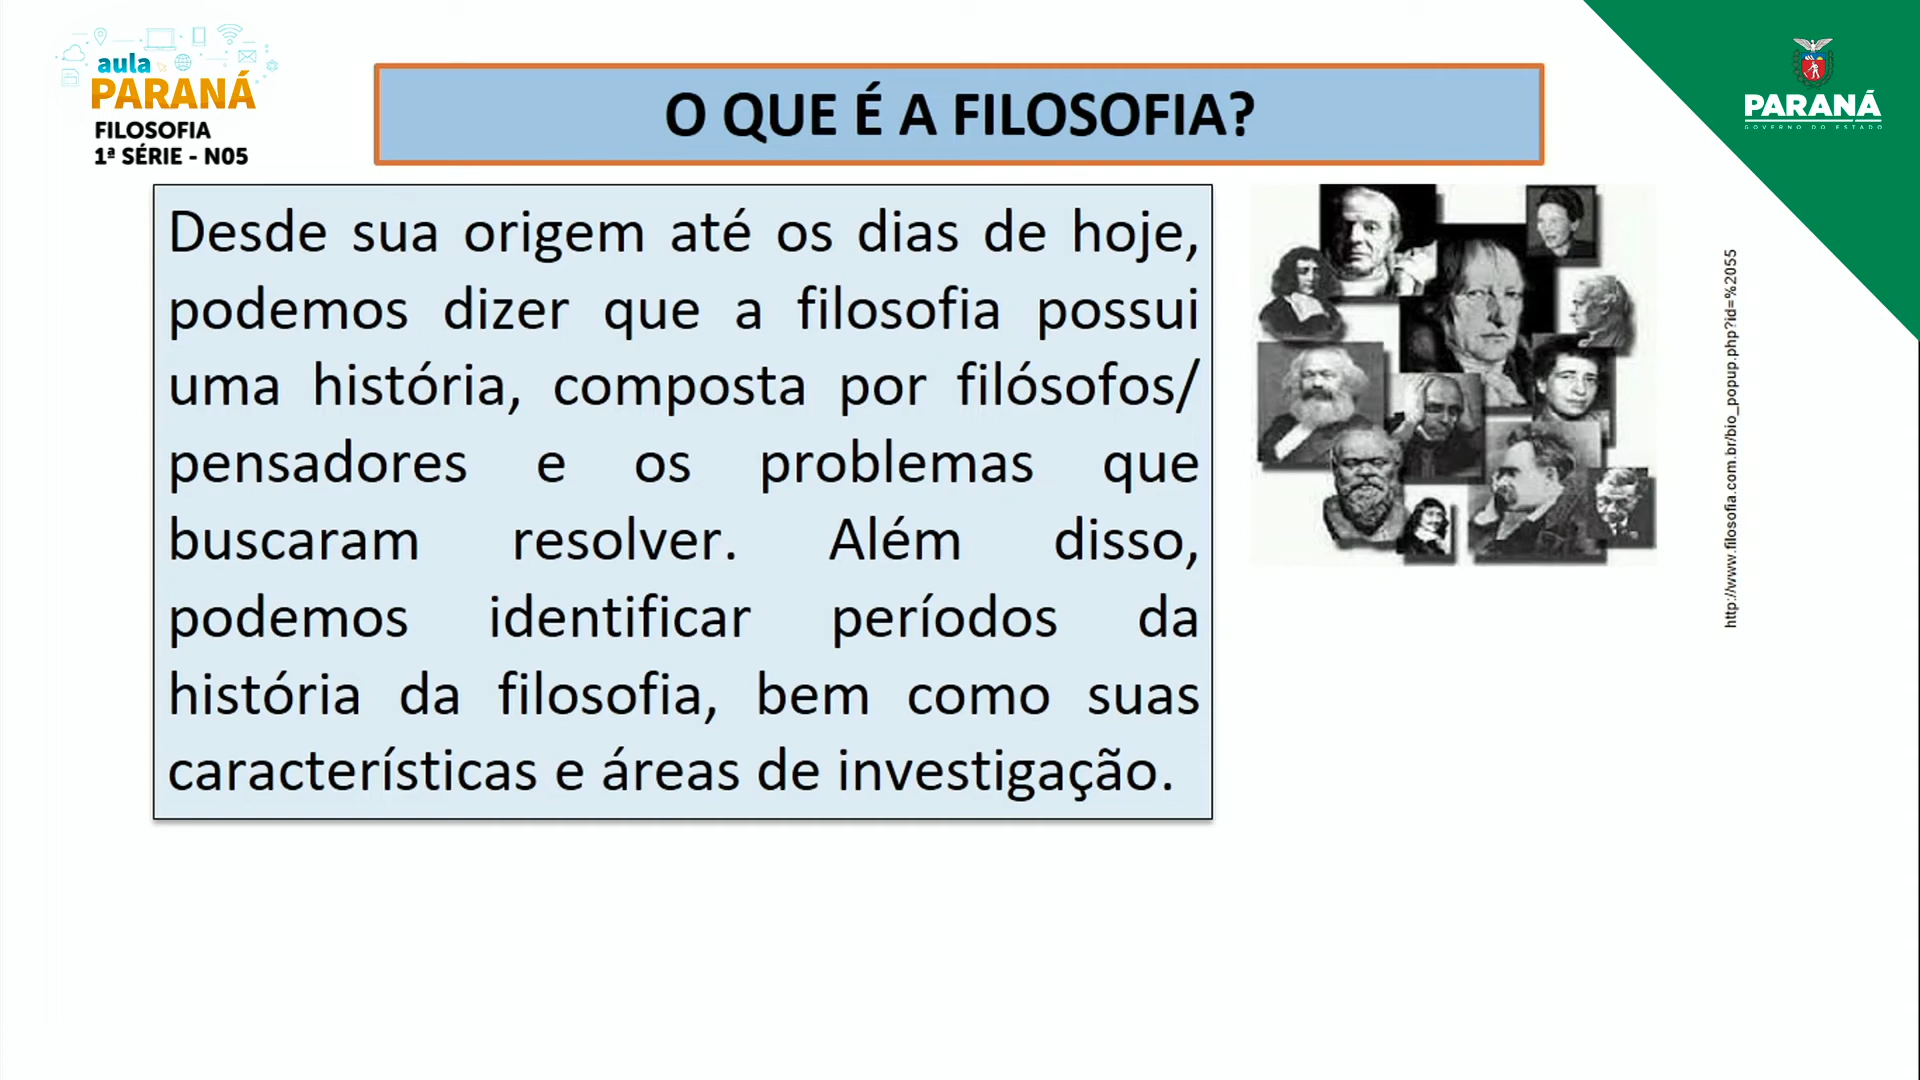 aula
PARANÁ
FILOSOFIA
1ª SÉRIE - N05
O QUE É A FILOSOFIA?
PARANÁ
GOVERNO DO ESTADO
Desde sua origem até os dias de hoje,
podemos dizer que a filosofia possui
uma história, composta por filósofos/
pensadores e os problemas que
buscaram resolver. Além disso,
podemos identificar períodos da
história da filosofia, bem como suas
características e áreas de investigação.
http://www.filosofia.com.br/bio_popup.php?id=%2055